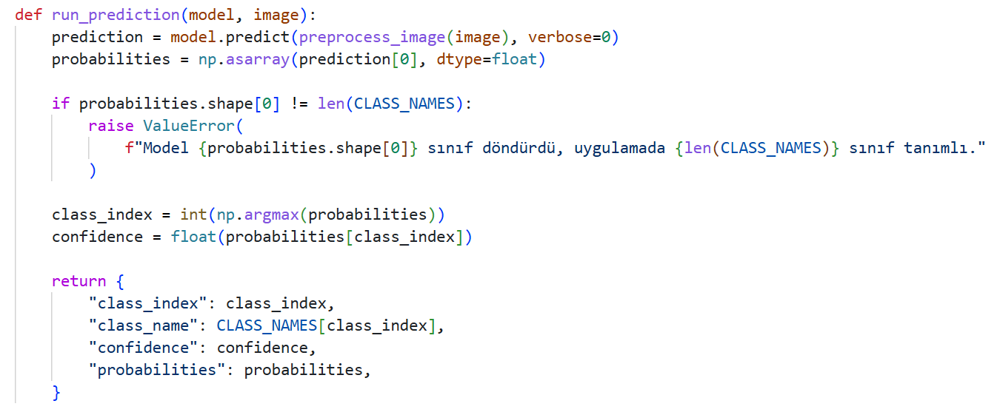 def run_prediction(model, image):
    prediction = model.predict(preprocess_image(image), verbose=0)
    probabilities = np.asarray(prediction[0], dtype=float)

    if probabilities.shape[0] != len(CLASS_NAMES):
        raise ValueError(
            f"Model {probabilities.shape[0]} sınıf döndürdü, uygulamada {len(CLASS_NAMES)} sınıf tanımlı."
        )

    class_index = int(np.argmax(probabilities))
    confidence = float(probabilities[class_index])

    return {
        "class_index": class_index,
        "class_name": CLASS_NAMES[class_index],
        "confidence": confidence,
        "probabilities": probabilities,
    }